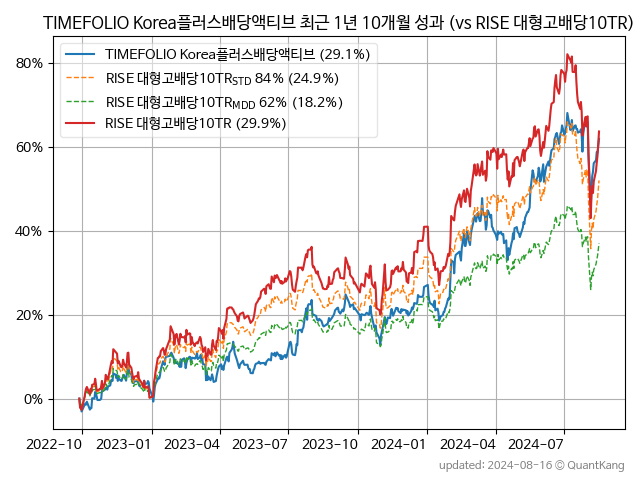 TIMEFOLIO Korea플러스배당액티브 최근 1년 10개월 성과 (vs RISE 대형고배당10TR)
TIMEFOLIO Korea플러스배당액티브 (29.1%)
RISE 대형고배당10TRSTD 84% (24.9%)
RISE 대형고배당10TRMDD 62% (18.2%)
RISE 대형고배당10TR (29.9%)
80%
60%
40%
20%
0%
2022-10 2023-01 2023-04 2023-07 2023-10 2024-01 2024-04 2024-07
updated: 2024-08-16 © QuantKang